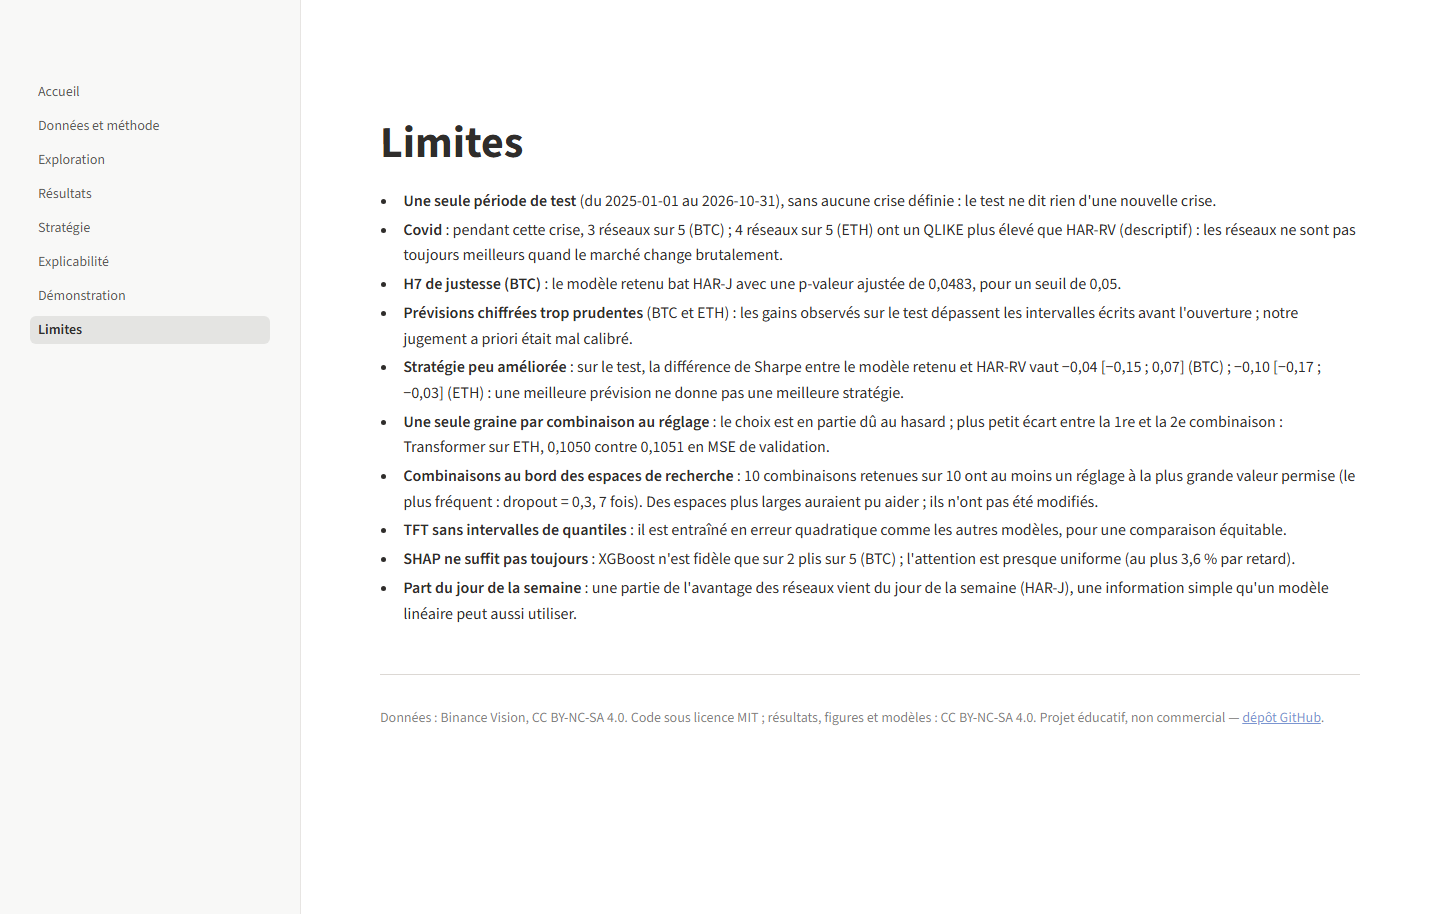 Accueil
Données et méthode
Exploration
Résultats
Stratégie
Explicabilité
Démonstration
Limites
Limites
• Une seule période de test (du 2025-01-01 au 2026-10-31), sans aucune crise définie : le test ne dit rien d'une nouvelle crise.
• Covid : pendant cette crise, 3 réseaux sur 5 (BTC) ; 4 réseaux sur 5 (ETH) ont un QLIKE plus élevé que HAR-RV (descriptif) : les réseaux ne sont pas
toujours meilleurs quand le marché change brutalement.
• H7 de justesse (BTC) : le modèle retenu bat HAR-J avec une p-valeur ajustée de 0,0483, pour un seuil de 0,05.
• Prévisions chiffrées trop prudentes (BTC et ETH) : les gains observés sur le test dépassent les intervalles écrits avant l'ouverture ; notre
jugement a priori était mal calibré.
• Stratégie peu améliorée : sur le test, la différence de Sharpe entre le modèle retenu et HAR-RV vaut −0,04 [−0,15 ; 0,07] (BTC) ; −0,10 [−0,17 ;
−0,03] (ETH) : une meilleure prévision ne donne pas une meilleure stratégie.
• Une seule graine par combinaison au réglage : le choix est en partie dû au hasard ; plus petit écart entre la 1re et la 2e combinaison :
Transformer sur ETH, 0,1050 contre 0,1051 en MSE de validation.
• Combinaisons au bord des espaces de recherche : 10 combinaisons retenues sur 10 ont au moins un réglage à la plus grande valeur permise (le
plus fréquent : dropout = 0,3, 7 fois). Des espaces plus larges auraient pu aider ; ils n'ont pas été modifiés.
• TFT sans intervalles de quantiles : il est entraîné en erreur quadratique comme les autres modèles, pour une comparaison équitable.
• SHAP ne suffit pas toujours : XGBoost n'est fidèle que sur 2 plis sur 5 (BTC) ; l'attention est presque uniforme (au plus 3,6 % par retard).
• Part du jour de la semaine : une partie de l'avantage des réseaux vient du jour de la semaine (HAR-J), une information simple qu'un modèle
linéaire peut aussi utiliser.
Données : Binance Vision, CC BY-NC-SA 4.0. Code sous licence MIT ; résultats, figures et modèles : CC BY-NC-SA 4.0. Projet éducatif, non commercial — dépôt GitHub.